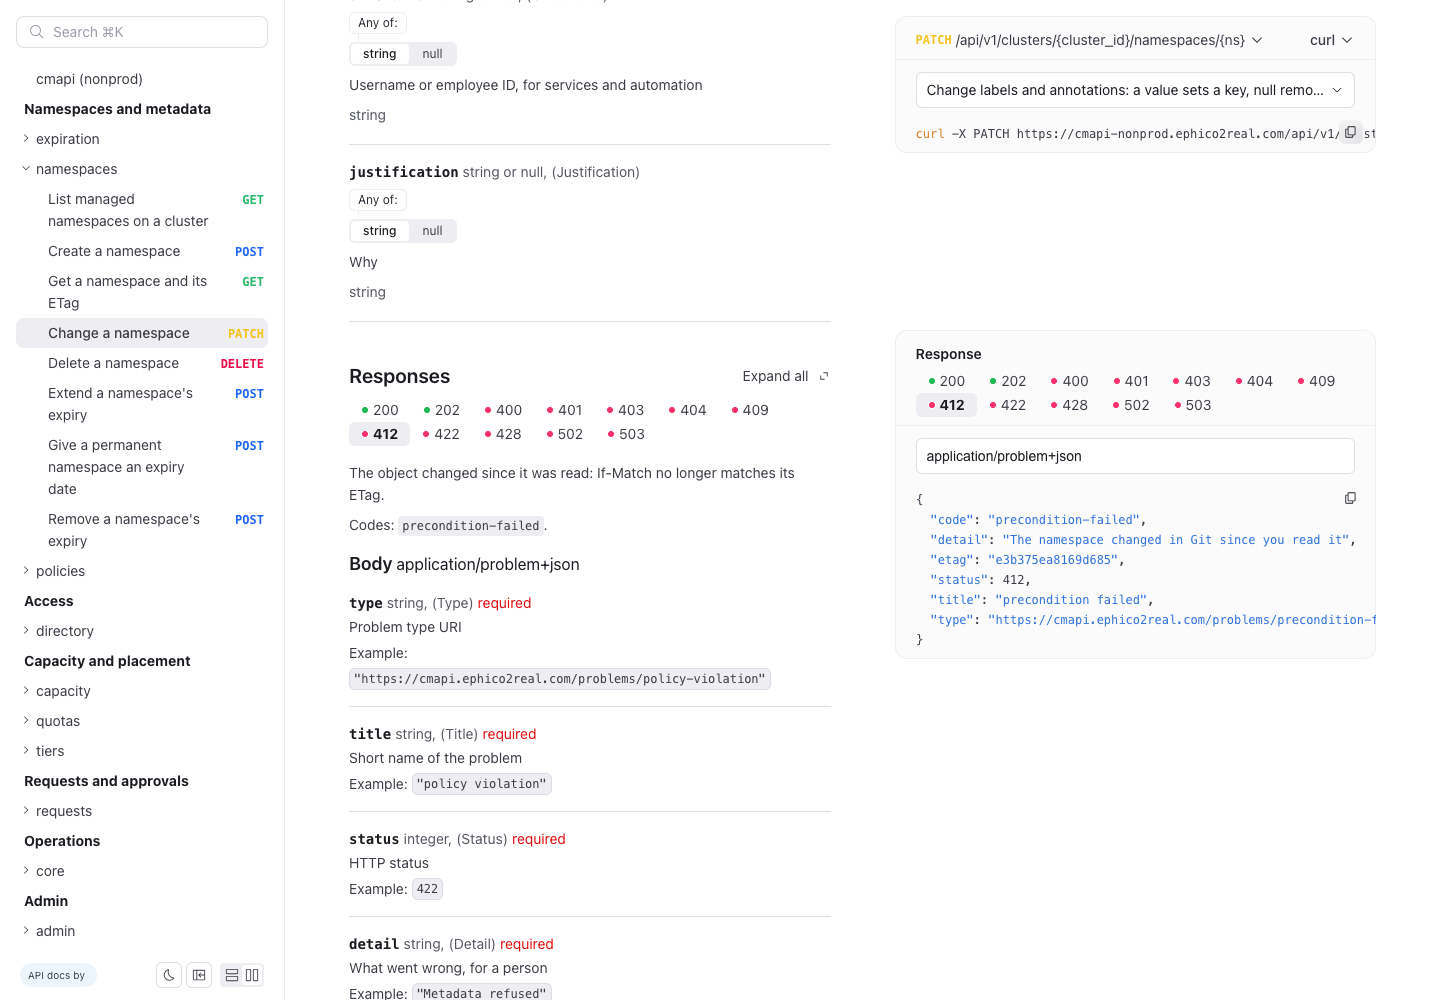 Search ⌘K
cmapi (nonprod)
Namespaces and metadata
expiration
namespaces
List managed namespaces on a cluster GET
Create a namespace POST
Get a namespace and its ETag GET
Change a namespace PATCH
Delete a namespace DELETE
Extend a namespace's expiry POST
Give a permanent namespace an expiry date POST
Remove a namespace's expiry POST
policies
Access
directory
Capacity and placement
capacity
quotas
tiers
Requests and approvals
requests
Operations
core
Admin
admin
API docs by
Any of:
string null
Username or employee ID, for services and automation
string
justification string or null, (Justification)
Any of:
string null
Why
string
Responses Expand all
200 202 400 401 403 404 409
412 422 428 502 503
The object changed since it was read: If-Match no longer matches its
ETag.
Codes: precondition-failed.
Body application/problem+json
type string, (Type) required
Problem type URI
Example:
"https://cmapi.ephico2real.com/problems/policy-violation"
title string, (Title) required
Short name of the problem
Example: "policy violation"
status integer, (Status) required
HTTP status
Example: 422
detail string, (Detail) required
What went wrong, for a person
Example: "Metadata refused"
PATCH /api/v1/clusters/{cluster_id}/namespaces/{ns} curl
Change labels and annotations: a value sets a key, null remo...
curl -X PATCH https://cmapi-nonprod.ephico2real.com/api/v1/
Response
200 202 400 401 403 404 409
412 422 428 502 503
application/problem+json
{
"code": "precondition-failed",
"detail": "The namespace changed in Git since you read it",
"etag": "e3b375ea8169d685",
"status": 412,
"title": "precondition failed",
"type": "https://cmapi.ephico2real.com/problems/precondition-f
}